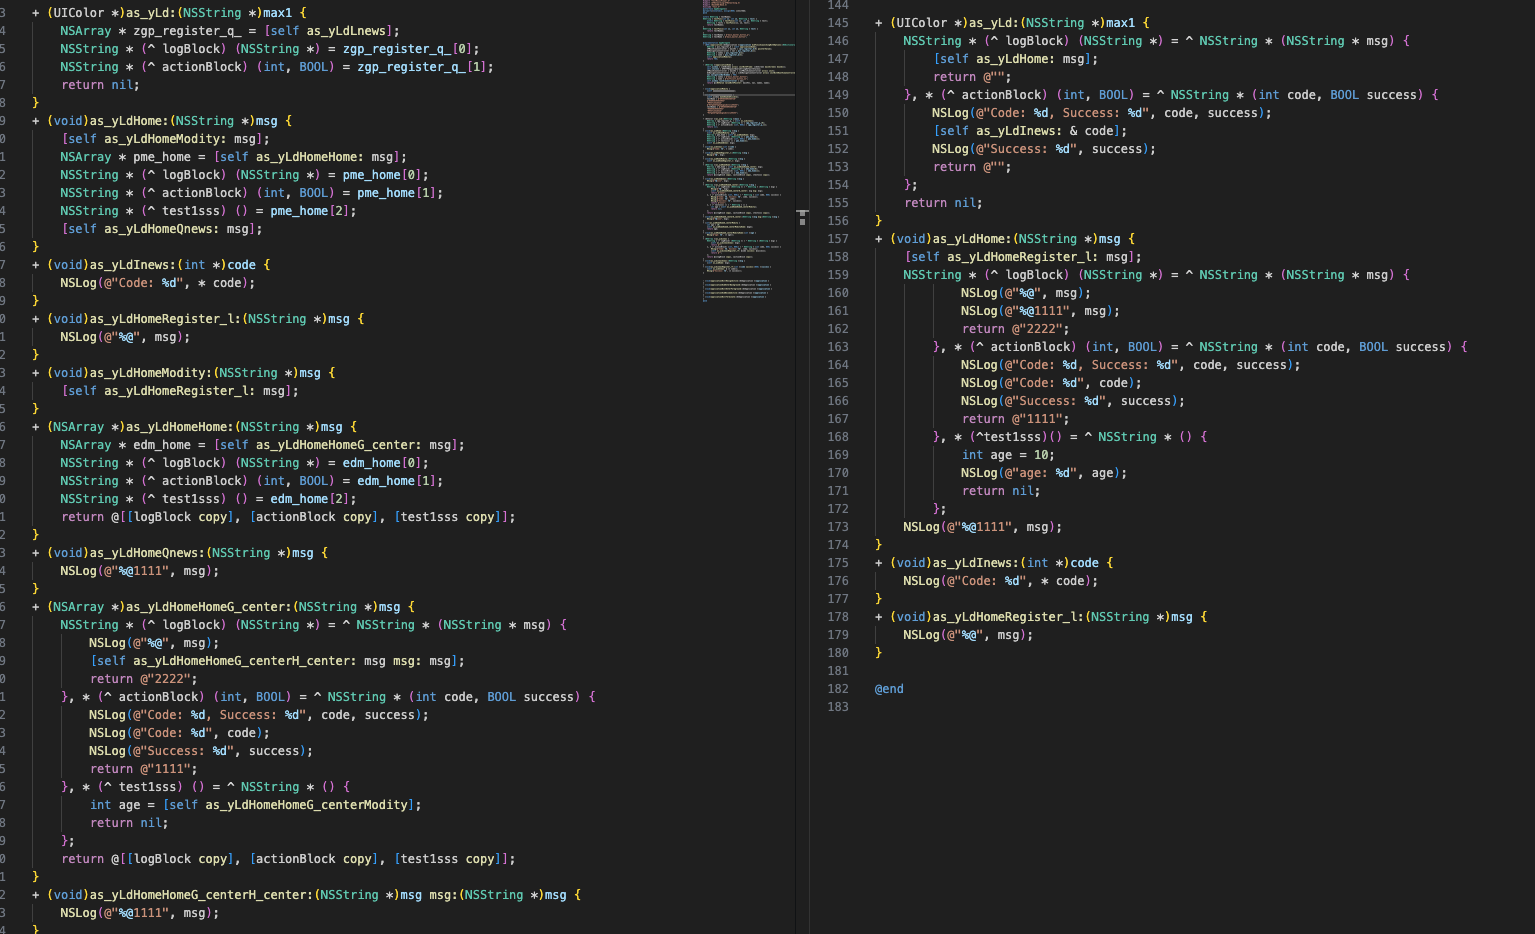 3 + (UIColor *)as_yLd:(NSString *)max1 {
4 NSArray * zgp_register_q_ = [self as_yLdLnews];
5 NSString * (^ logBlock) (NSString *) = zgp_register_q_[0];
6 NSString * (^ actionBlock) (int, BOOL) = zgp_register_q_[1];
7 return nil;
8 }
9 + (void)as_yLdHome:(NSString *)msg {
0 [self as_yLdHomeModity: msg];
1 NSArray * pme_home = [self as_yLdHomeHome: msg];
2 NSString * (^ logBlock) (NSString *) = pme_home[0];
3 NSString * (^ actionBlock) (int, BOOL) = pme_home[1];
4 NSString * (^ test1sss) () = pme_home[2];
5 [self as_yLdHomeQnews: msg];
6 }
7 + (void)as_yLdInews:(int *)code {
8 NSLog(@"Code: %d", * code);
9 }
0 + (void)as_yLdHomeRegister_l:(NSString *)msg {
1 NSLog(@"%@", msg);
2 }
3 + (void)as_yLdHomeModity:(NSString *)msg {
4 [self as_yLdHomeRegister_l: msg];
5 }
6 + (NSArray *)as_yLdHomeHome:(NSString *)msg {
7 NSArray * edm_home = [self as_yLdHomeHomeG_center: msg];
8 NSString * (^ logBlock) (NSString *) = edm_home[0];
9 NSString * (^ actionBlock) (int, BOOL) = edm_home[1];
0 NSString * (^ test1sss) () = edm_home[2];
1 return @[[logBlock copy], [actionBlock copy], [test1sss copy]];
2 }
3 + (void)as_yLdHomeQnews:(NSString *)msg {
4 NSLog(@"%@1111", msg);
5 }
6 + (NSArray *)as_yLdHomeHomeG_center:(NSString *)msg {
7 NSString * (^ logBlock) (NSString *) = ^ NSString * (NSString * msg) {
8 NSLog(@"%@", msg);
9 [self as_yLdHomeHomeG_centerH_center: msg msg: msg];
0 return @"2222";
1 }, * (^ actionBlock) (int, BOOL) = ^ NSString * (int code, BOOL success) {
2 NSLog(@"Code: %d, Success: %d", code, success);
3 NSLog(@"Code: %d", code);
4 NSLog(@"Success: %d", success);
5 return @"1111";
6 }, * (^ test1sss) () = ^ NSString * () {
7 int age = [self as_yLdHomeHomeG_centerModity];
8 return nil;
9 };
0 return @[[logBlock copy], [actionBlock copy], [test1sss copy]];
1 }
2 + (void)as_yLdHomeHomeG_centerH_center:(NSString *)msg msg:(NSString *)msg {
3 NSLog(@"%@1111", msg);
4 }
144
145 + (UIColor *)as_yLd:(NSString *)max1 {
146 NSString * (^ logBlock) (NSString *) = ^ NSString * (NSString * msg) {
147 [self as_yLdHome: msg];
148 return @"";
149 }, * (^ actionBlock) (int, BOOL) = ^ NSString * (int code, BOOL success) {
150 NSLog(@"Code: %d, Success: %d", code, success);
151 [self as_yLdInews: & code];
152 NSLog(@"Success: %d", success);
153 return @"";
154 };
155 return nil;
156 }
157 + (void)as_yLdHome:(NSString *)msg {
158 [self as_yLdHomeRegister_l: msg];
159 NSString * (^ logBlock) (NSString *) = ^ NSString * (NSString * msg) {
160 NSLog(@"%@", msg);
161 NSLog(@"%@1111", msg);
162 return @"2222";
163 }, * (^ actionBlock) (int, BOOL) = ^ NSString * (int code, BOOL success) {
164 NSLog(@"Code: %d, Success: %d", code, success);
165 NSLog(@"Code: %d", code);
166 NSLog(@"Success: %d", success);
167 return @"1111";
168 }, * (^test1sss)() = ^ NSString * () {
169 int age = 10;
170 NSLog(@"age: %d", age);
171 return nil;
172 };
173 NSLog(@"%@1111", msg);
174 }
175 + (void)as_yLdInews:(int *)code {
176 NSLog(@"Code: %d", * code);
177 }
178 + (void)as_yLdHomeRegister_l:(NSString *)msg {
179 NSLog(@"%@", msg);
180 }
181
182 @end
183